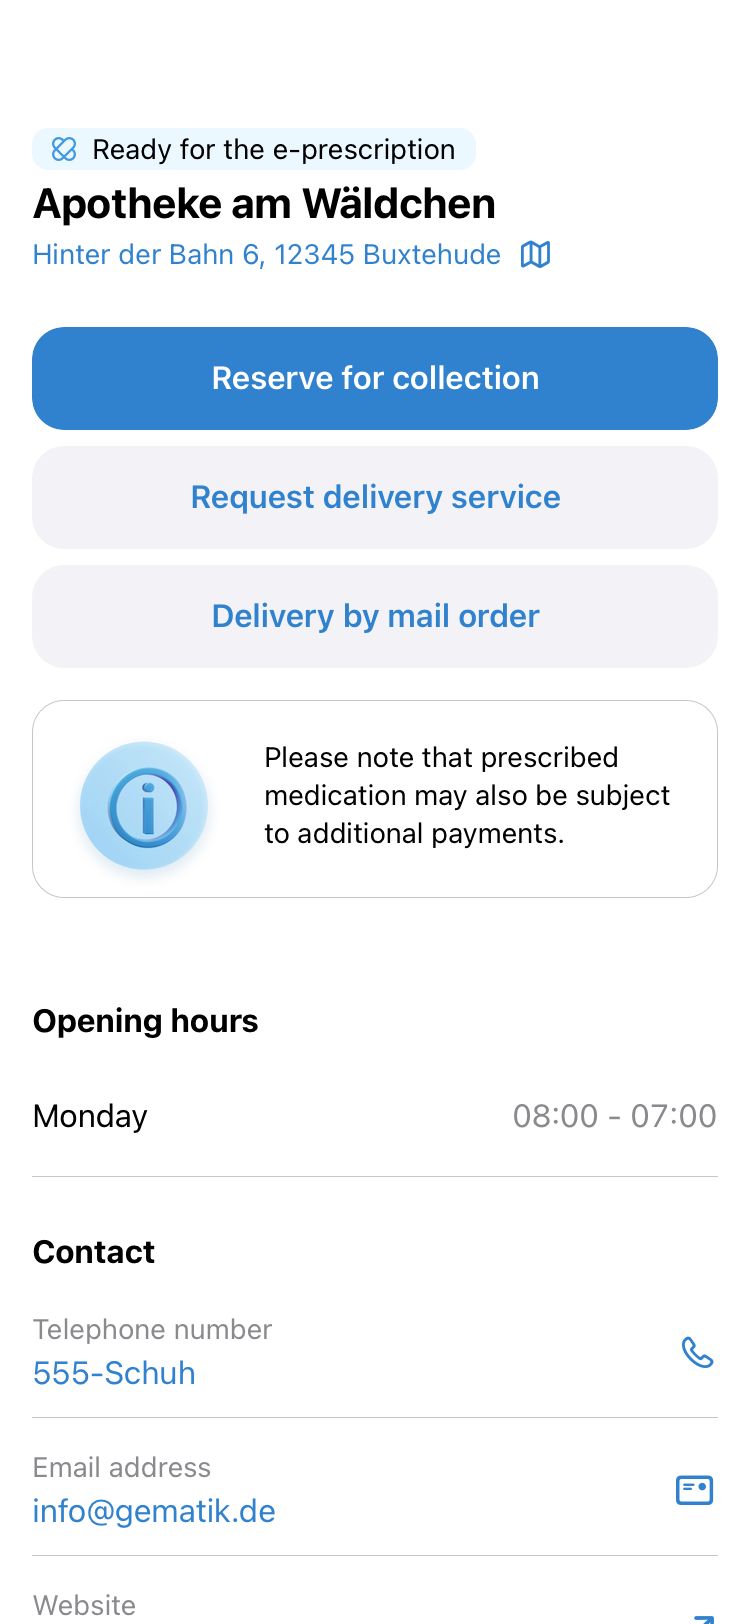 Ready for the e-prescription
Apotheke am Wäldchen
Hinter der Bahn 6, 12345 Buxtehude
Reserve for collection
Request delivery service
Delivery by mail order
Please note that prescribed
medication may also be subject
to additional payments.
Opening hours
Monday 08:00 - 07:00
Contact
Telephone number
555-Schuh
Email address
info@gematik.de
Website